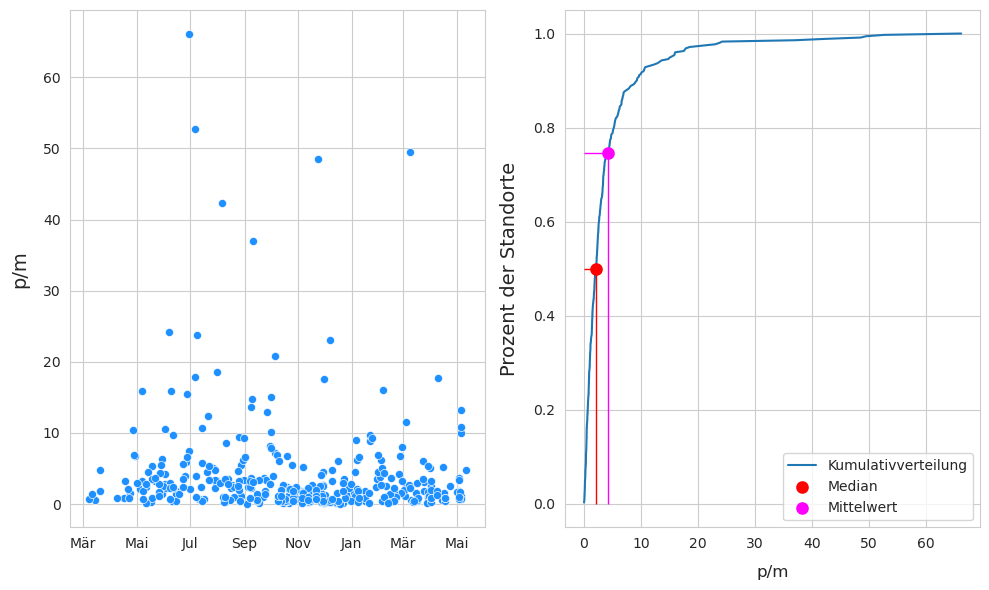 p/m
60
50
40
30
20
10
0
Mär Mai Jul Sep Nov Jan Mär Mai
Prozent der Standorte
1.0
0.8
0.6
0.4
0.2
0.0
Kumulativverteilung
Median
Mittelwert
0 10 20 30 40 50 60
p/m